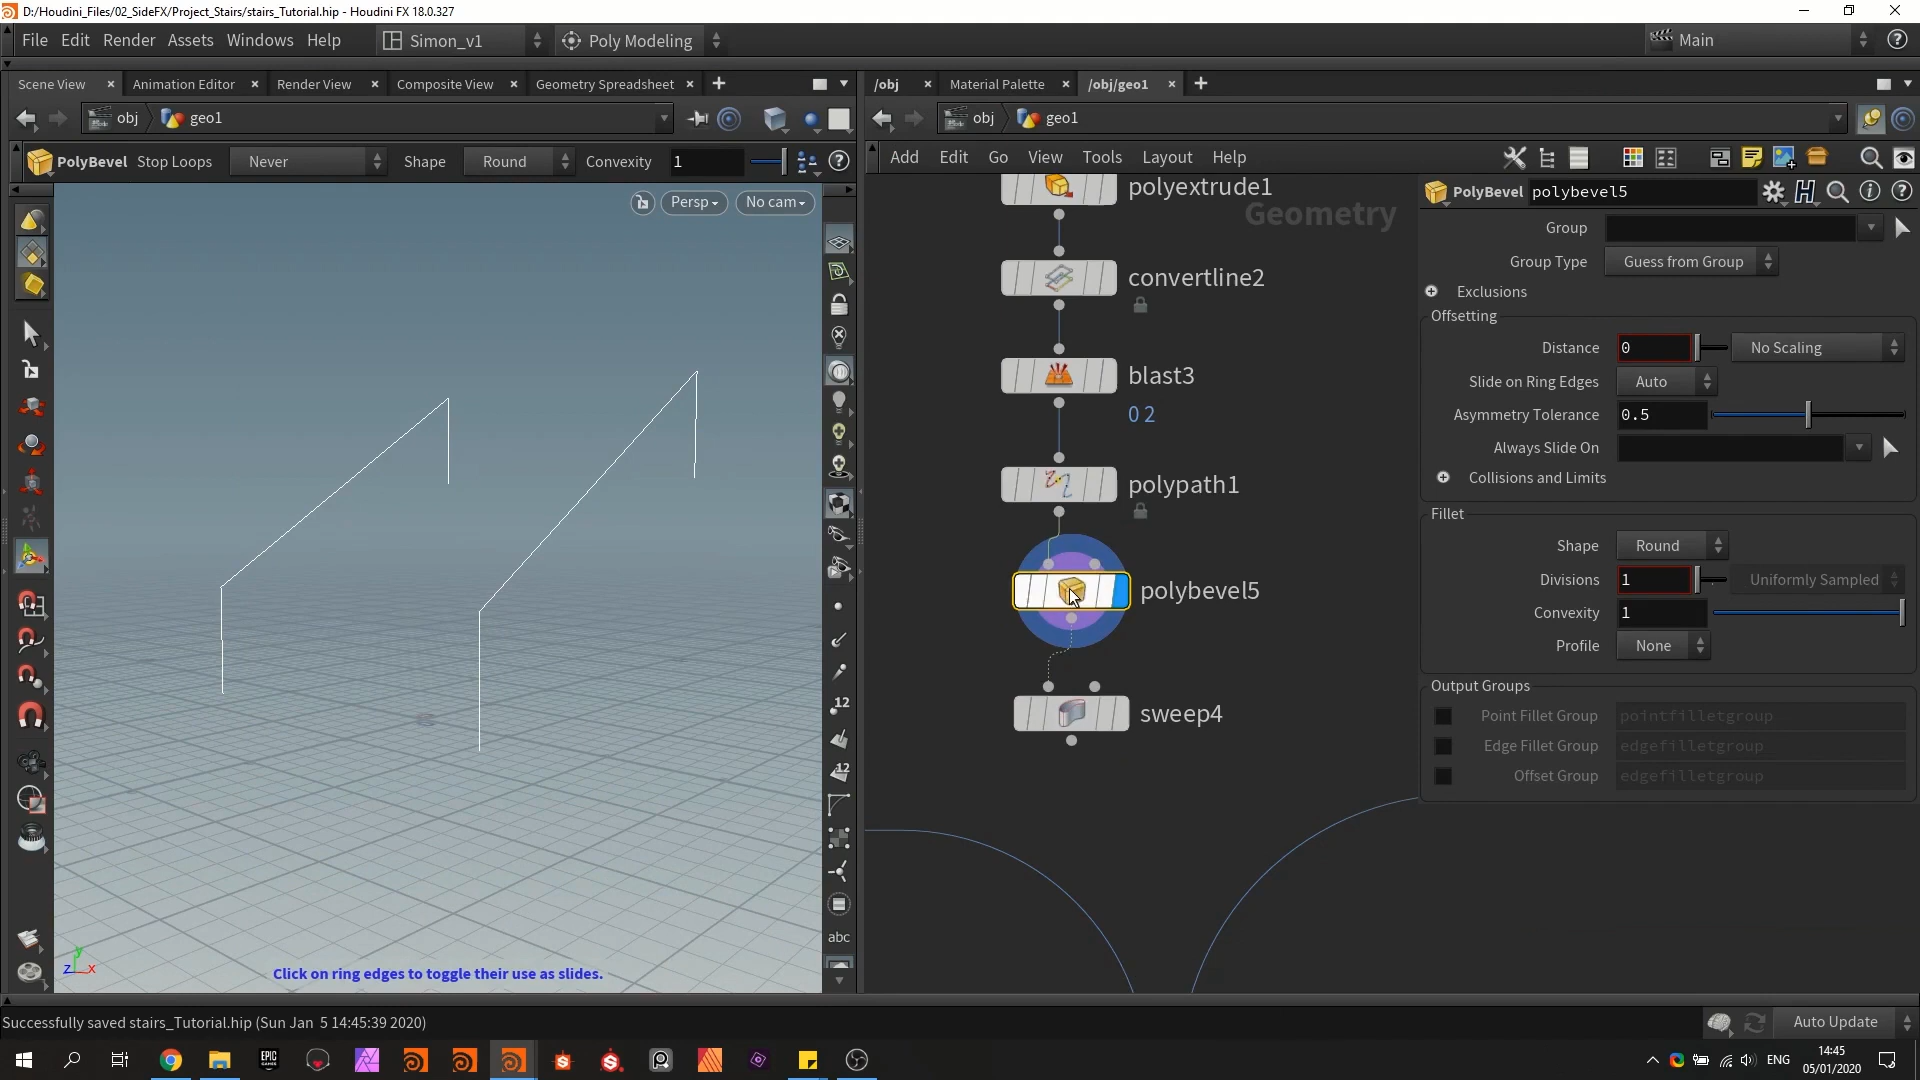 D:/Houdini_Files/02_SideFX/Project_Stairs/stairs_Tutorial.hip - Houdini FX 18.0.327
File Edit Render Assets Windows Help Simon_v1 Poly Modeling Main
Scene View Animation Editor Render View Composite View Geometry Spreadsheet
/obj Material Palette /obj/geo1
obj geo1
obj geo1
PolyBevel Stop Loops Never Shape Round Convexity 1
Add Edit Go View Tools Layout Help
Persp No cam
Geometry
polyextrude1
convertline2
blast3
0 2
polypath1
polybevel5
sweep4
PolyBevel polybevel5
Group
Group Type Guess from Group
Exclusions
Offsetting
Distance 0 No Scaling
Slide on Ring Edges Auto
Asymmetry Tolerance 0.5
Always Slide On
Collisions and Limits
Fillet
Shape Round
Divisions 1 Uniformly Sampled
Convexity 1
Profile None
Output Groups
Point Fillet Group pointfilletgroup
Edge Fillet Group edgefilletgroup
Offset Group edgefilletgroup
12
12
abc
y
z x
Click on ring edges to toggle their use as slides.
Successfully saved stairs_Tutorial.hip (Sun Jan 5 14:45:39 2020)
Auto Update
EPIC
GAMES
ENG
14:45
05/01/2020